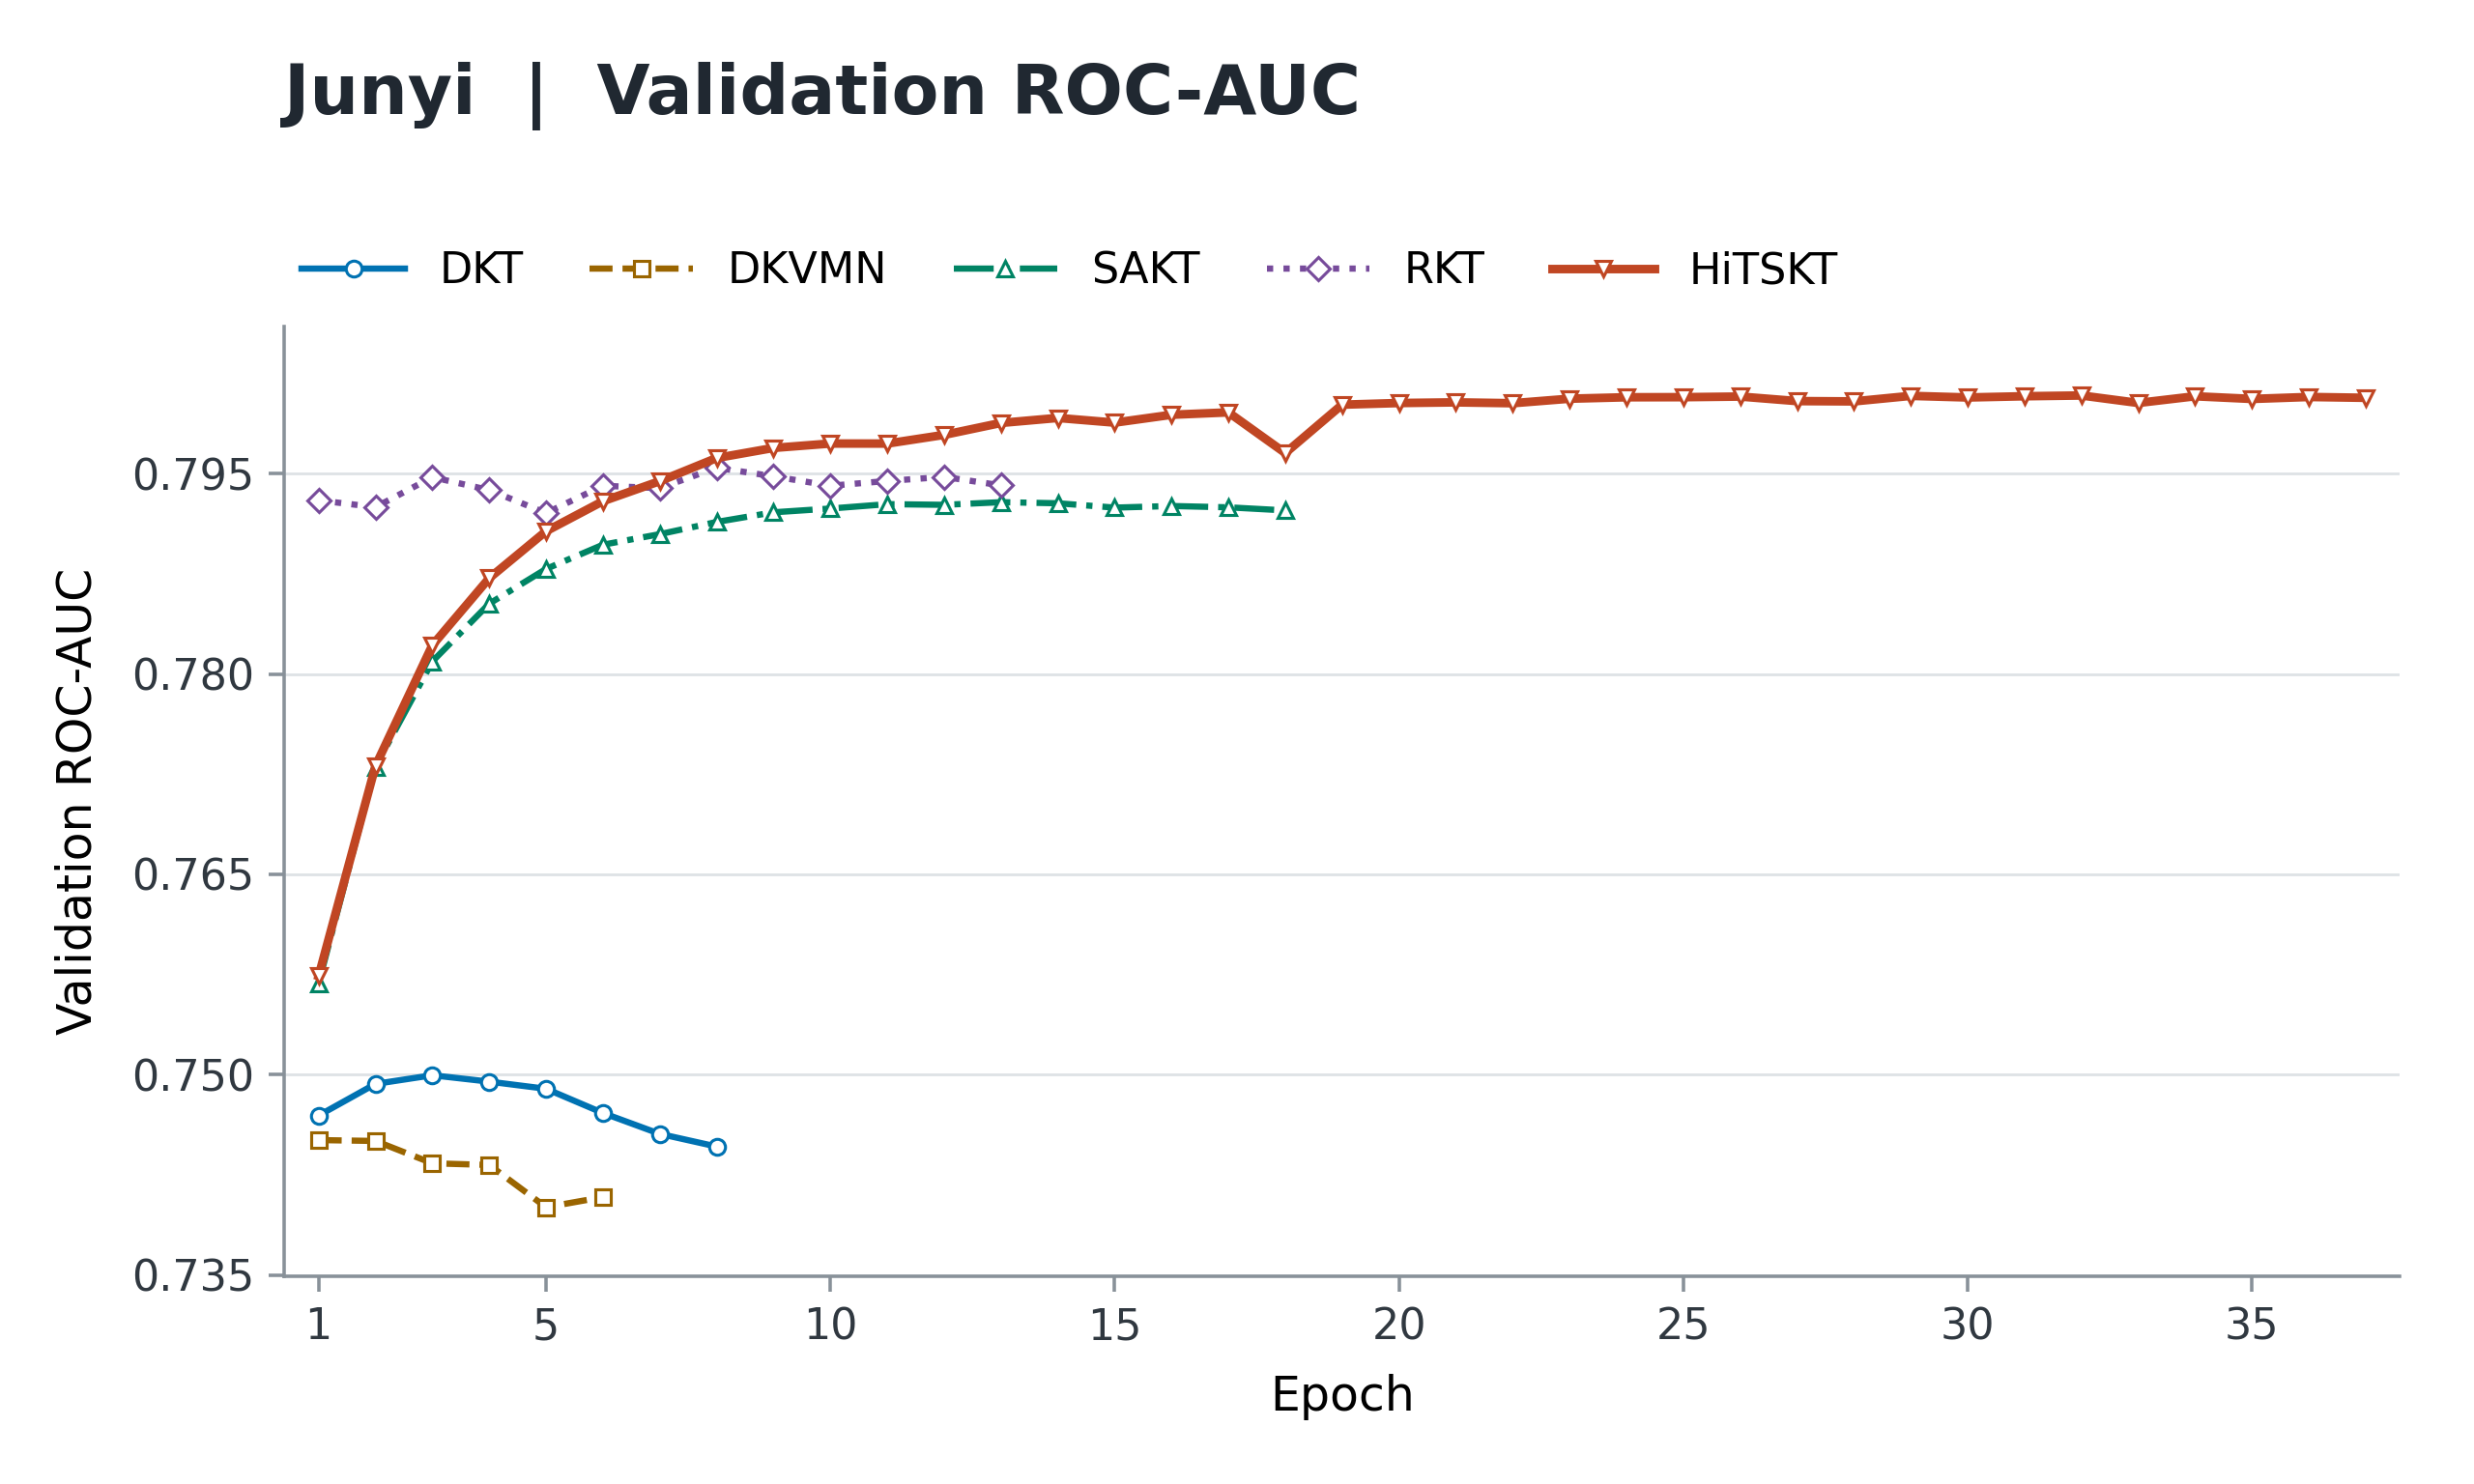 Junyi | Validation ROC-AUC
DKT DKVMN SAKT RKT HiTSKT
Validation ROC-AUC
0.795
0.780
0.765
0.750
0.735
1 5 10 15 20 25 30 35
Epoch